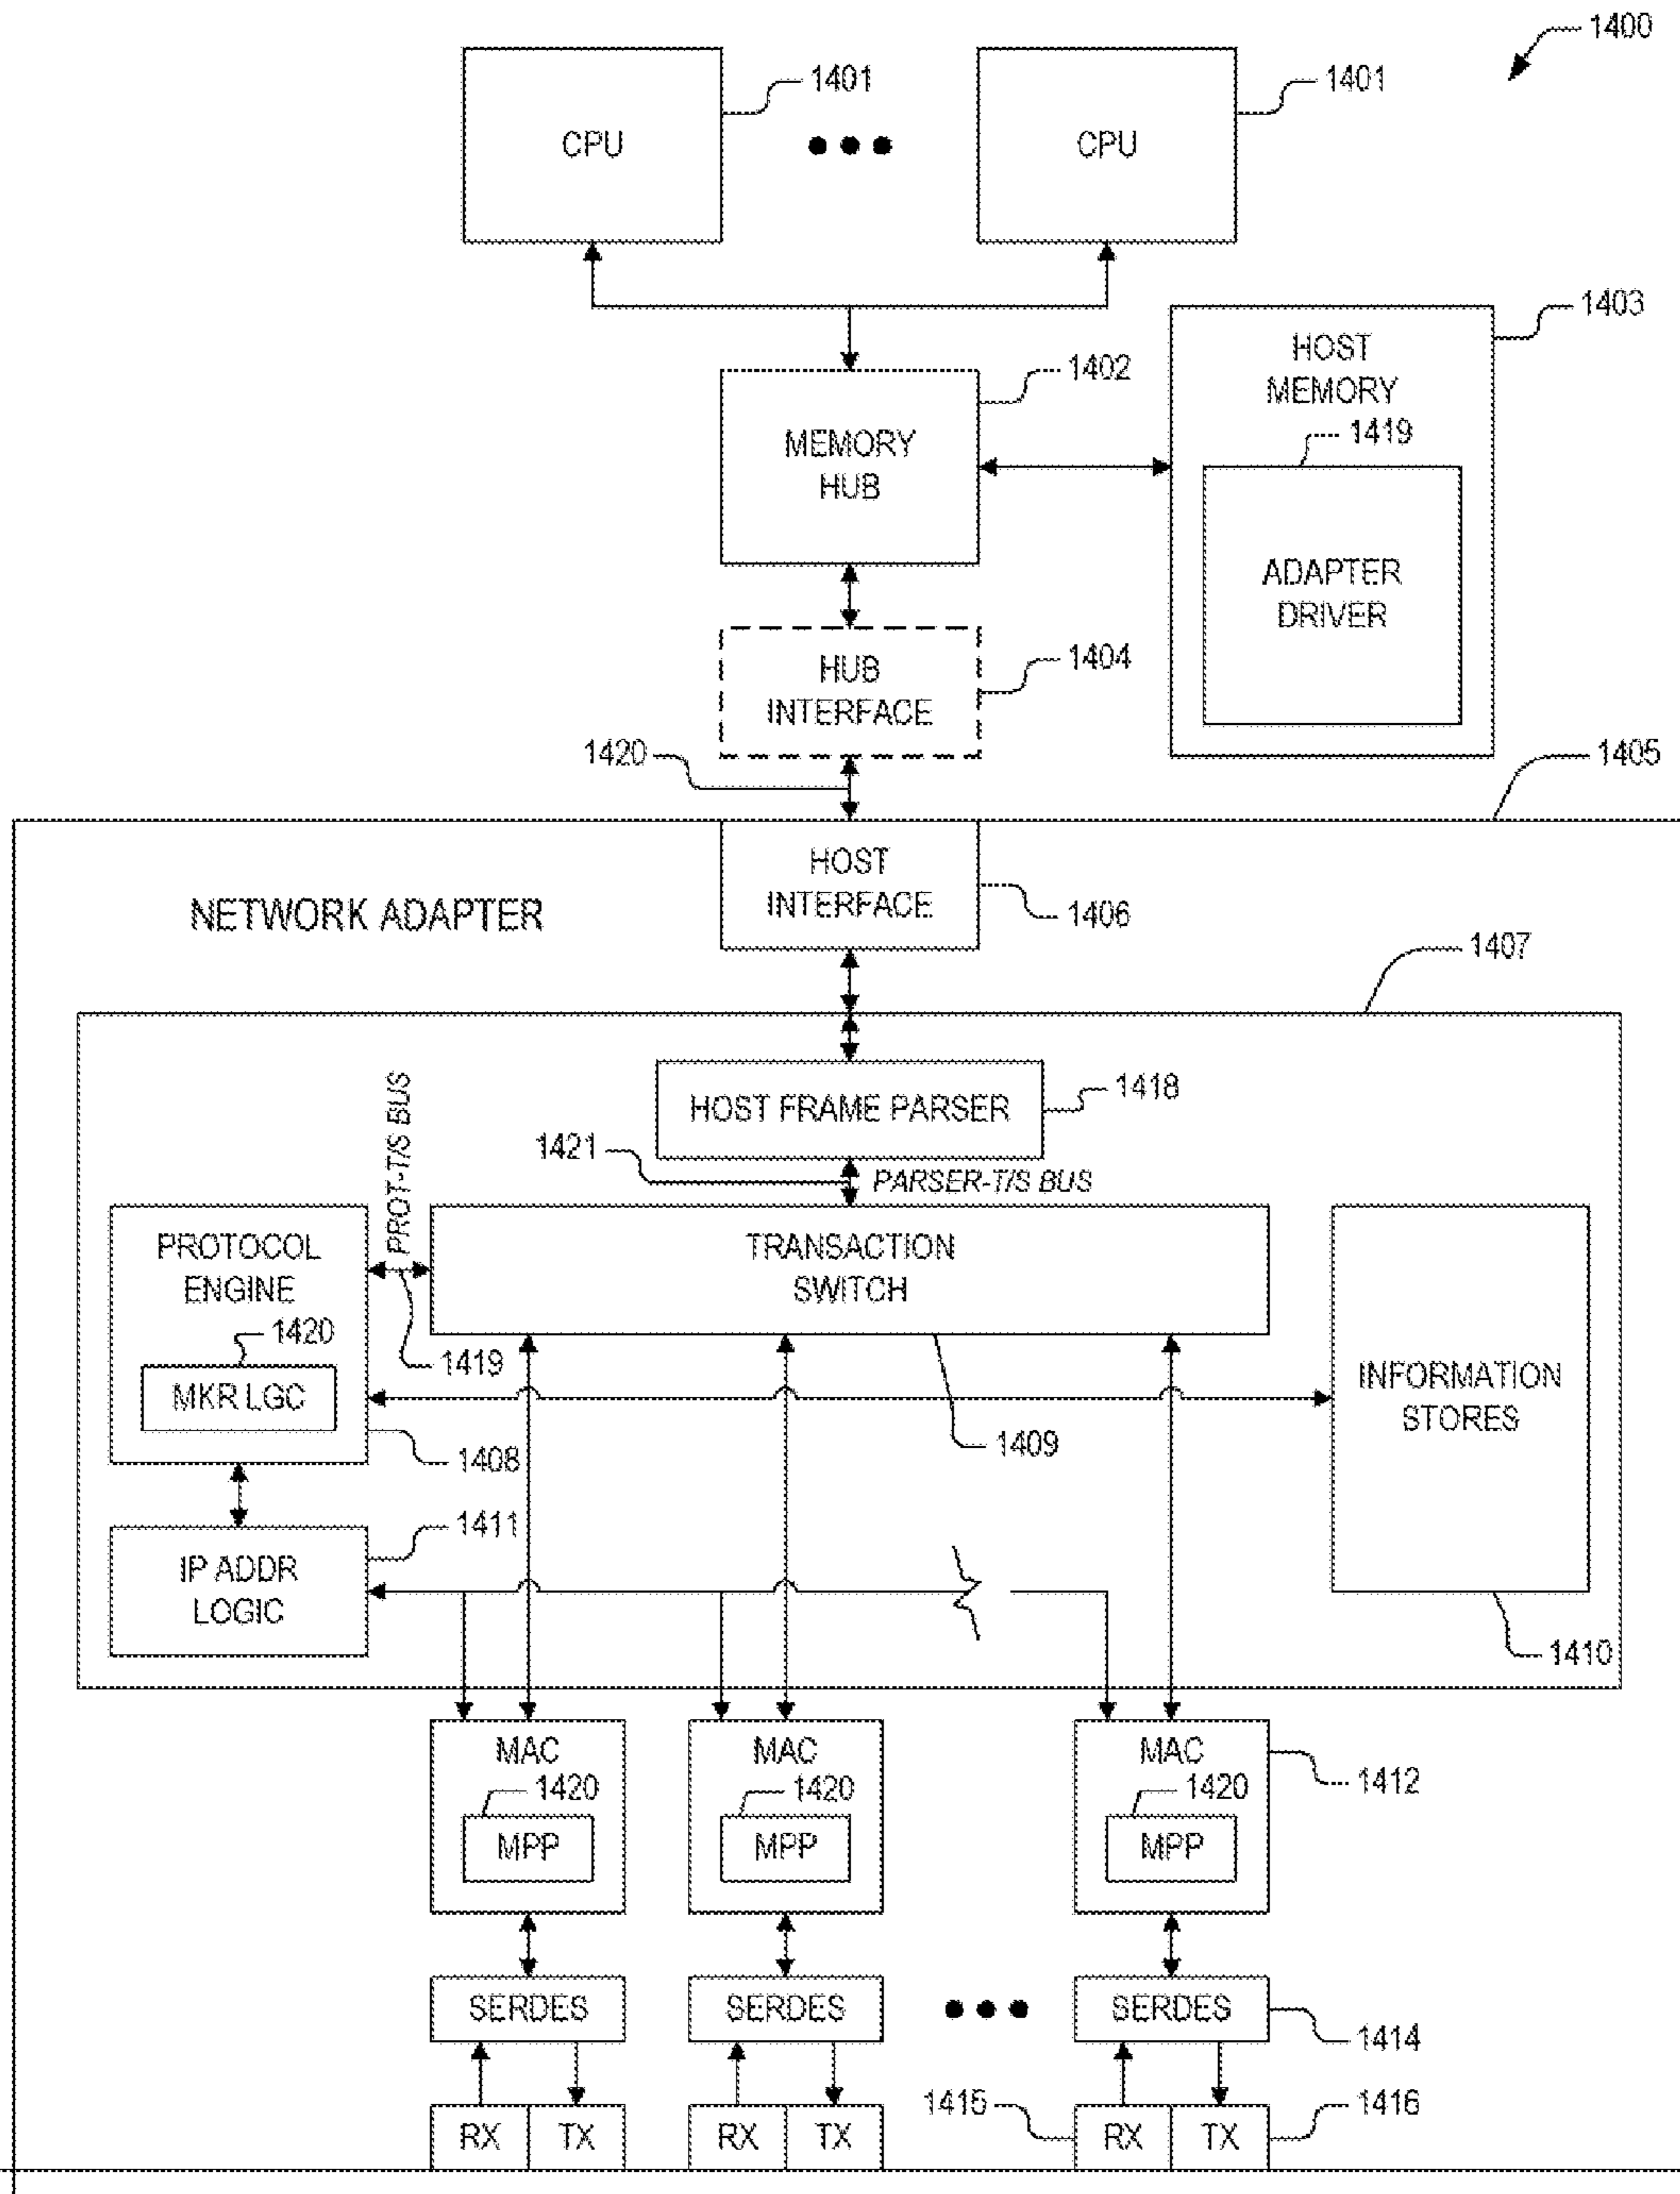 1400
1401
1401
CPU
CPU
1403
HOST
MEMORY
1402
1419
MEMORY
HUB
ADAPTER
DRIVER
HUB
INTERFACE
1404
1420
1405
HOST
INTERFACE
1406
NETWORK ADAPTER
1407
HOST FRAME PARSER
1418
PROT-T/S BUS
1421
PARSER-T/S BUS
PROTOCOL
ENGINE
TRANSACTION
SWITCH
1420
1419
MKR LGC
INFORMATION
STORES
1408
1409
1411
IP ADDR
LOGIC
1410
MAC
MAC
MAC
1412
1420
1420
1420
MPP
MPP
MPP
SERDES
SERDES
SERDES
1414
1415
1416
RX
TX
RX
TX
RX
TX